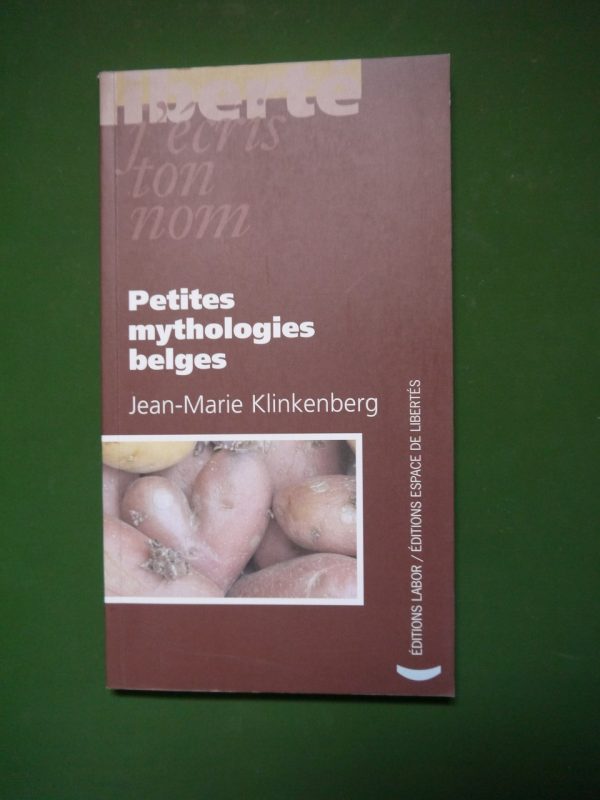 liberté
j'écris
ton
nom
Petites
mythologies
belges
Jean-Marie Klinkenberg
ÉDITIONS LABOR / ÉDITIONS ESPACE DE LIBERTÉS